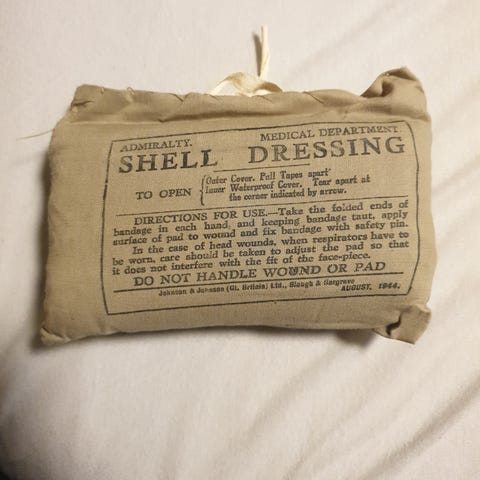 ADMIRALTY. MEDICAL DEPARTMENT.
SHELL DRESSING
TO OPEN { Outer Cover. Pull Tapes apart
Inner Waterproof Cover. Tear apart at
the corner indicated by arrow.
DIRECTIONS FOR USE.—Take the folded ends of
bandage in each hand, and keeping bandage taut, apply
surface of pad to wound and fix bandage with safety pin.
In the case of head wounds, when respirators have to
be worn, care should be taken to adjust the pad so that
it does not interfere with the fit of the face-piece.
DO NOT HANDLE WOUND OR PAD
Johnson & Johnson (Gt. Britain) Ltd., Slough & Gargrave
AUGUST, 1944.